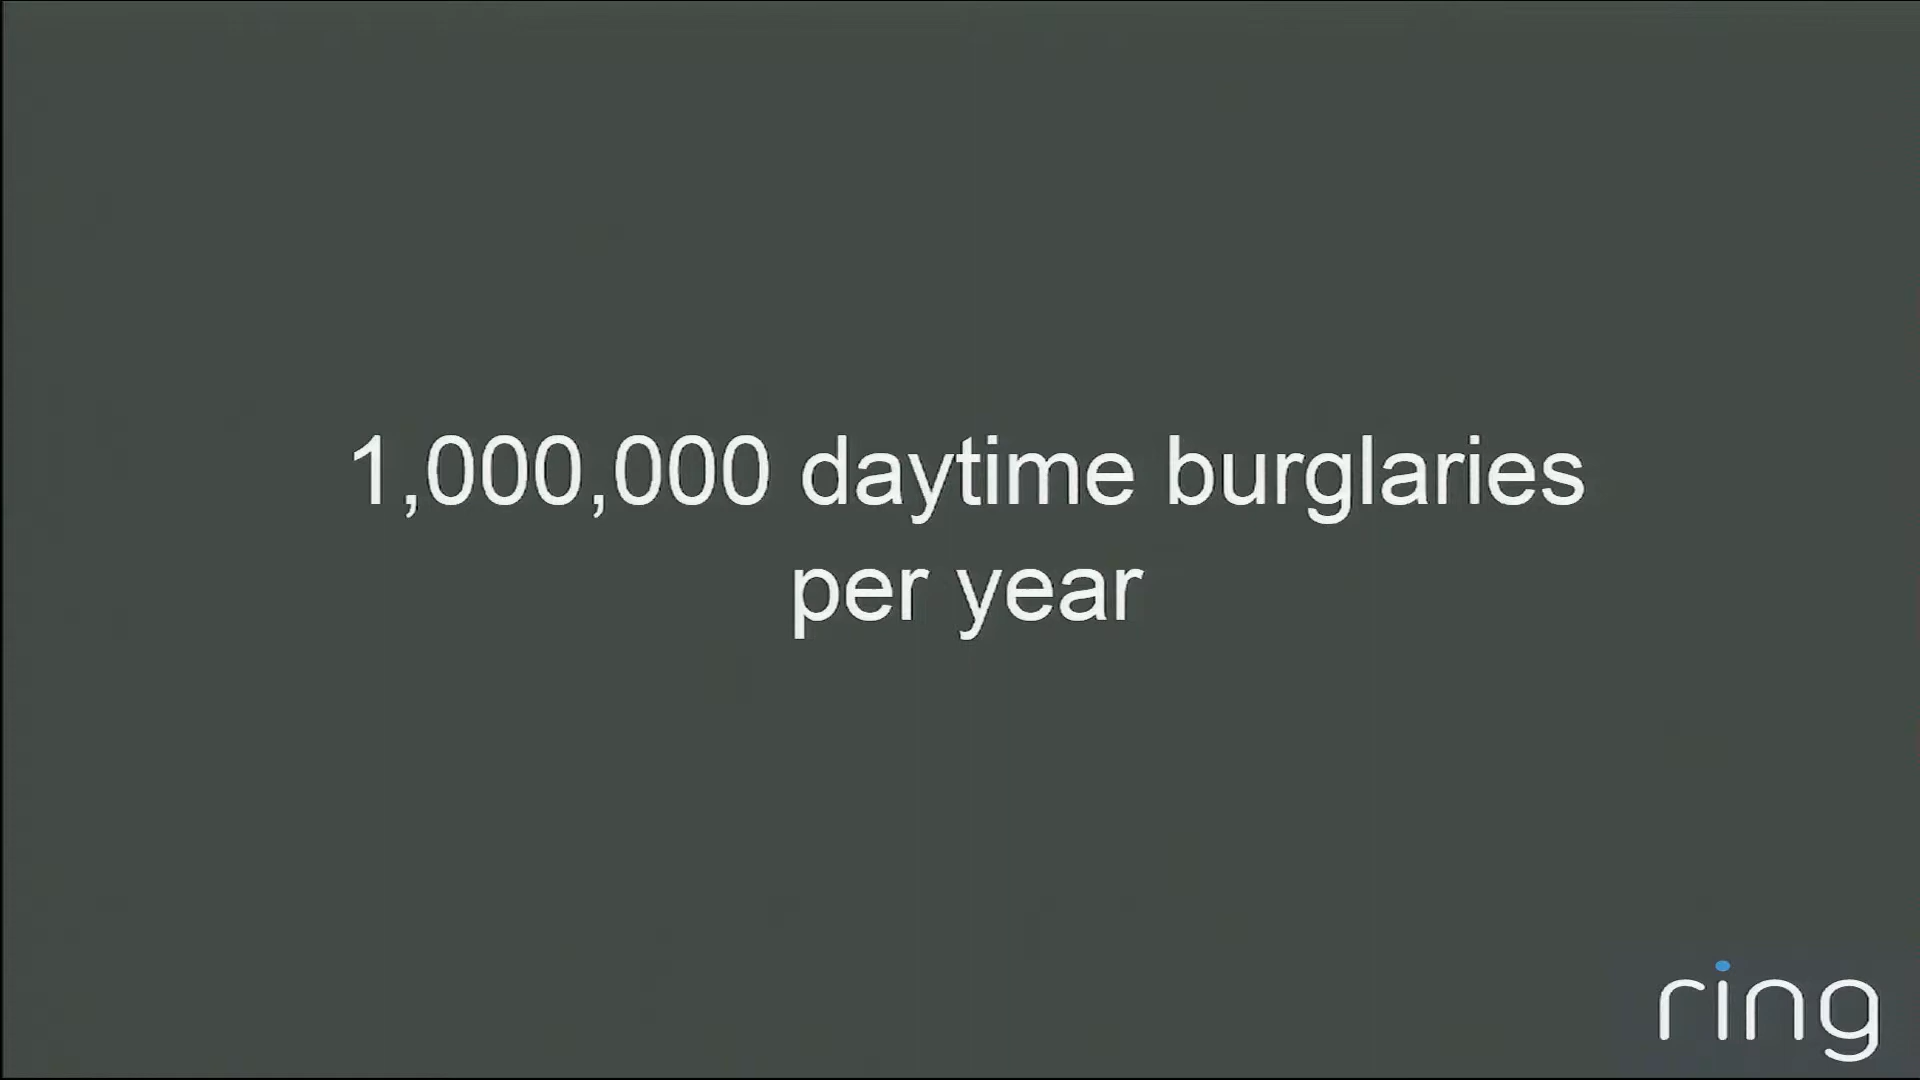 1,000,000 daytime burglaries
per year
ring